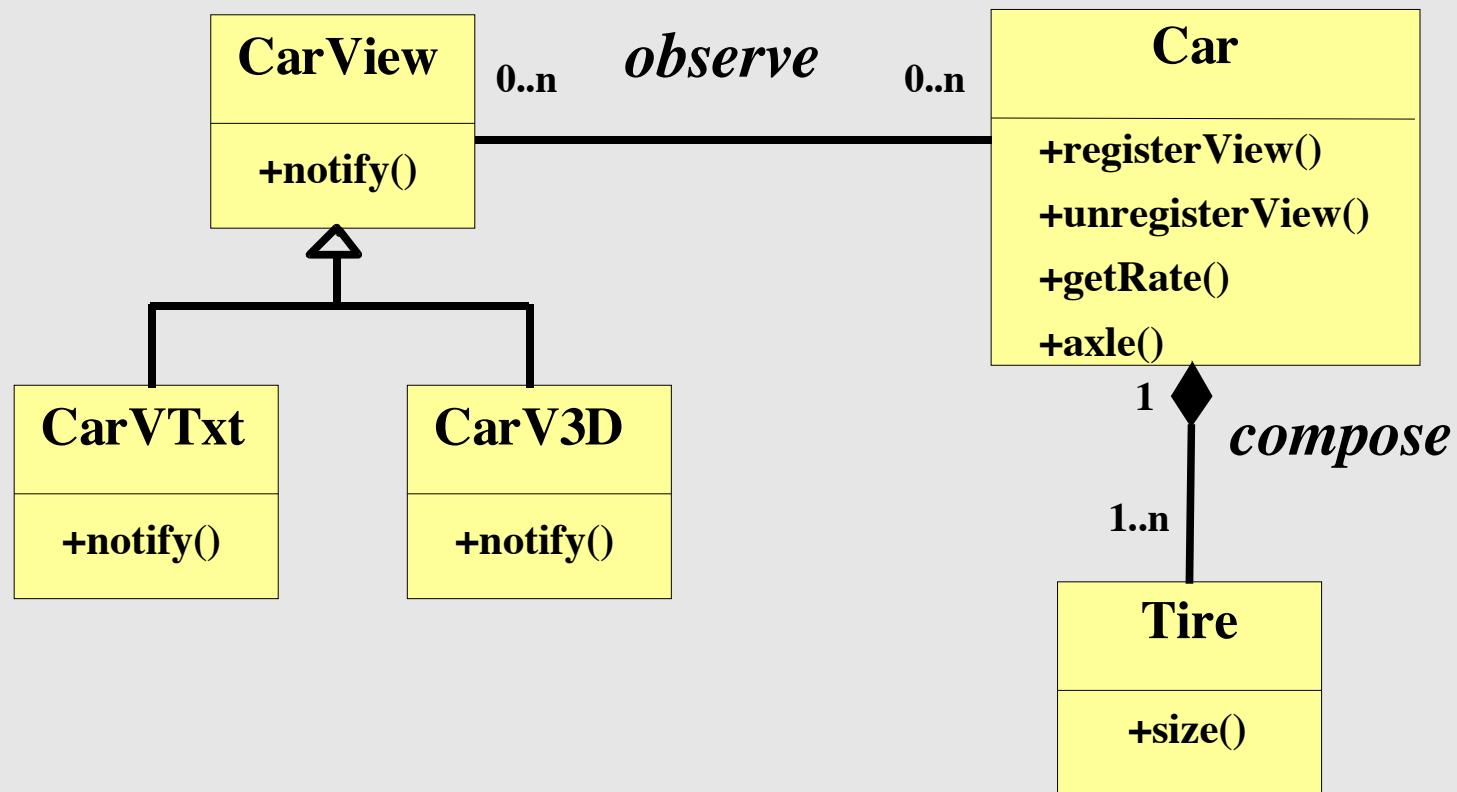 CarView
+notify()
0..n
observe
0..n
Car
+registerView()
+unregisterView()
+getRate()
+axle()
CarVTxt
+notify()
CarV3D
+notify()
1
compose
1..n
Tire
+size()